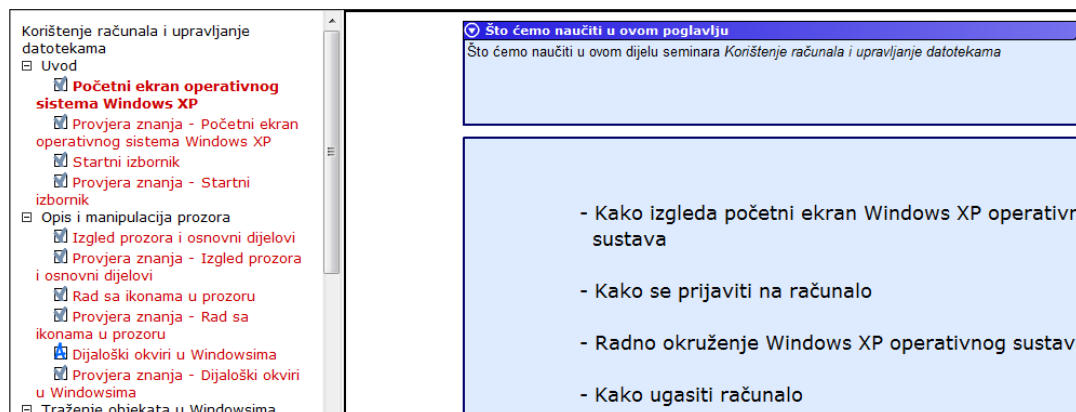 Korištenje računala i upravljanje
datotekama
Uvod
Početni ekran operativnog
sistema Windows XP
Provjera znanja - Početni ekran
operativnog sistema Windows XP
Startni izbornik
Provjera znanja - Startni
izbornik
Opis i manipulacija prozora
Izgled prozora i osnovni dijelovi
Provjera znanja - Izgled prozora
i osnovni dijelovi
Rad sa ikonama u prozoru
Provjera znanja - Rad sa
ikonama u prozoru
Dijaloški okviri u Windowsima
Provjera znanja - Dijaloški okviri
u Windowsima
Traženje objekata u Windowsima
Što ćemo naučiti u ovom poglavlju
Što ćemo naučiti u ovom dijelu seminara Korištenje računala i upravljanje datotekama
- Kako izgleda početni ekran Windows XP
sustava
- Kako se prijaviti na računalo
- Radno okruženje Windows XP operativnog sustav
- Kako ugasiti računalo